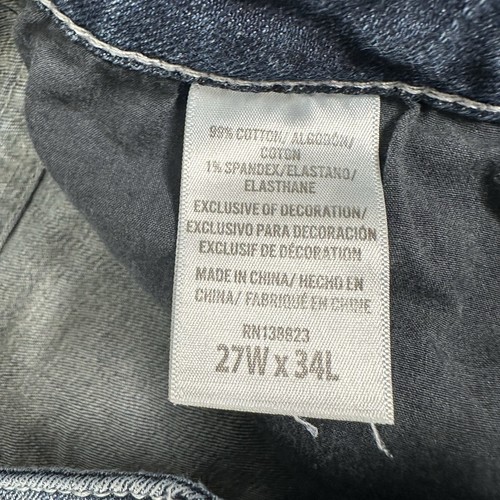 99% COTTON/ ALGODÓN/
COTON
1% SPANDEX/ELASTANO/
ELASTHANE
EXCLUSIVE OF DECORATION/
EXCLUSIVO PARA DECORACIÓN
EXCLUSIF DE DÉCORATION
MADE IN CHINA/ HECHO EN
CHINA/ FABRIQUÉ EN CHINE
RN138823
27W x 34L